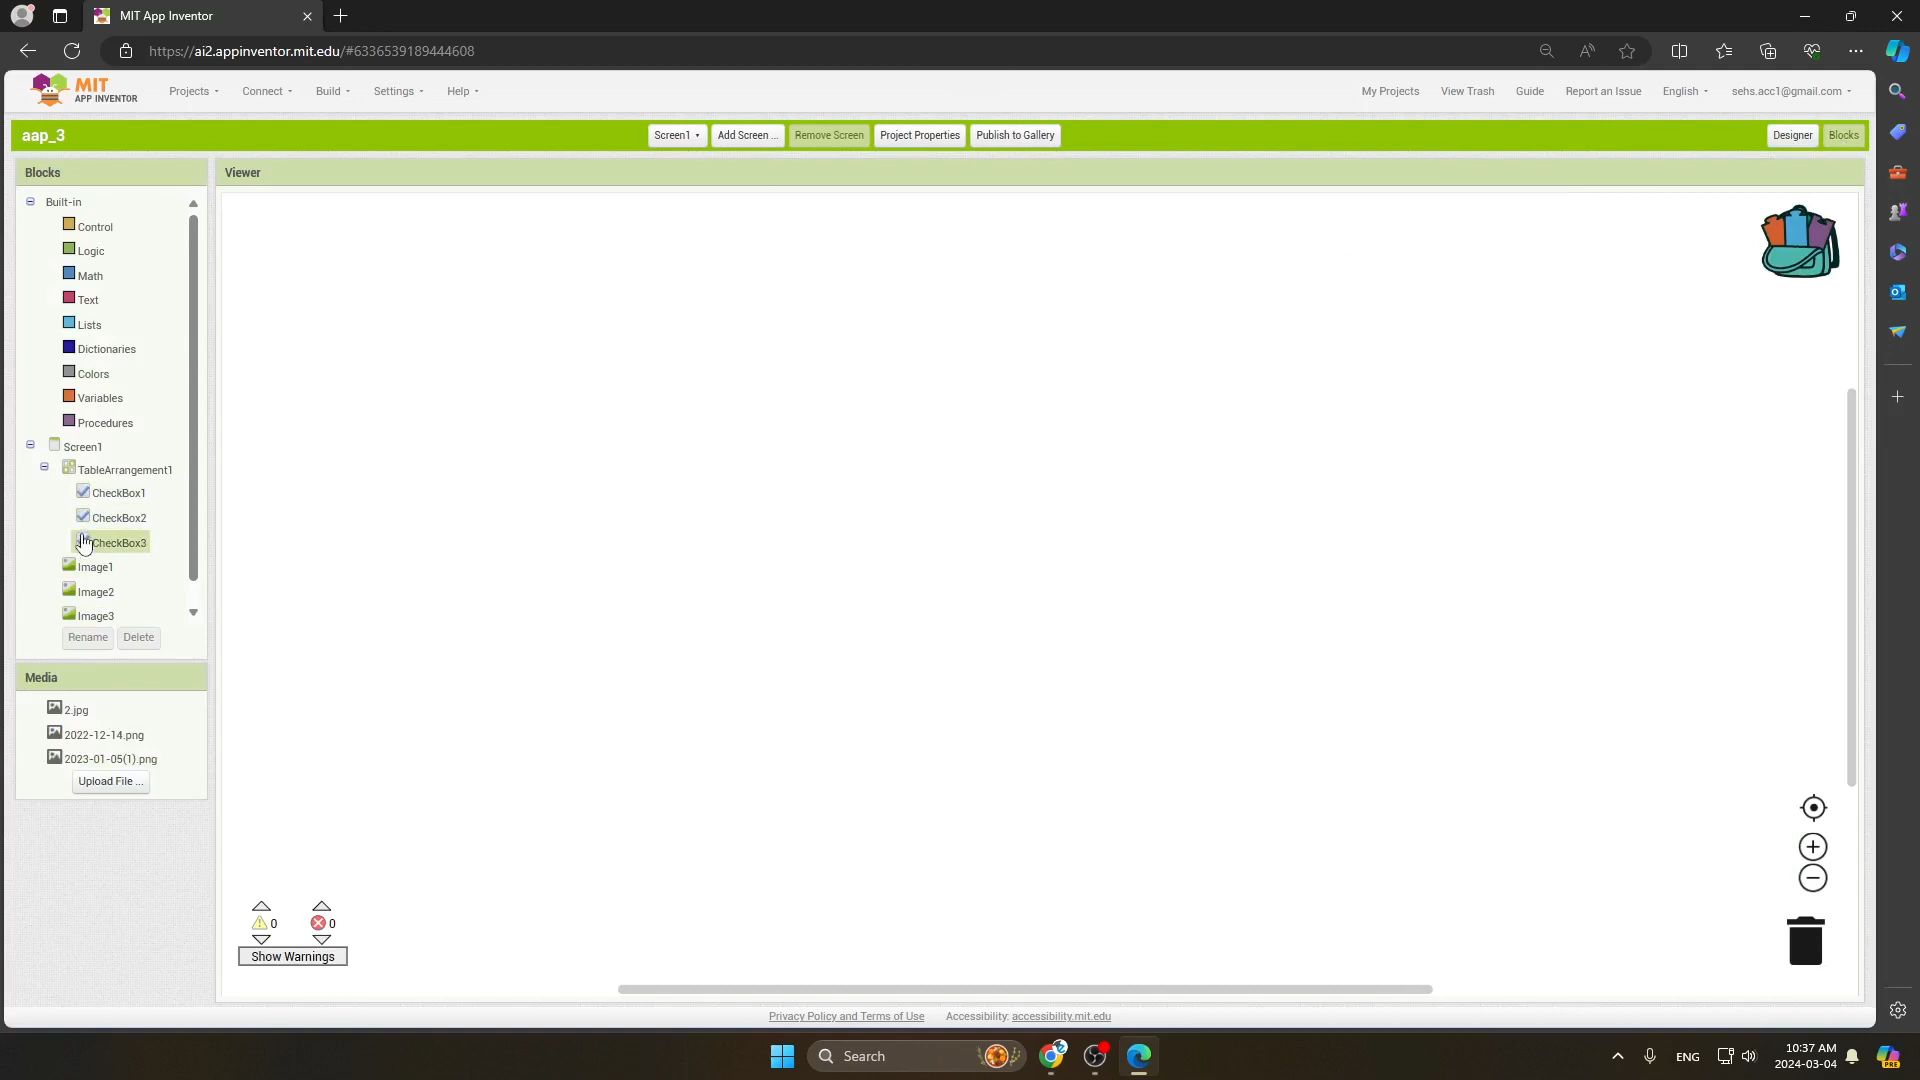 MIT App Inventor
https://ai2.appinventor.mit.edu/#6336539189444608
MIT
APP INVENTOR
Projects
Connect
Build
Settings
Help
My Projects
View Trash
Guide
Report an Issue
English
sehs.acc1@gmail.com
aap_3
Screen1
Add Screen ...
Remove Screen
Project Properties
Publish to Gallery
Designer
Blocks
Blocks
Viewer
Built-in
Control
Logic
Math
Text
Lists
Dictionaries
Colors
Variables
Procedures
Screen1
TableArrangement1
CheckBox1
CheckBox2
CheckBox3
Image1
Image2
Image3
Rename
Delete
Media
2.jpg
2022-12-14.png
2023-01-05(1).png
Upload File ...
0
0
Show Warnings
Privacy Policy and Terms of Use
Accessibility: accessibility.mit.edu
Search
ENG
10:37 AM
2024-03-04
PRE